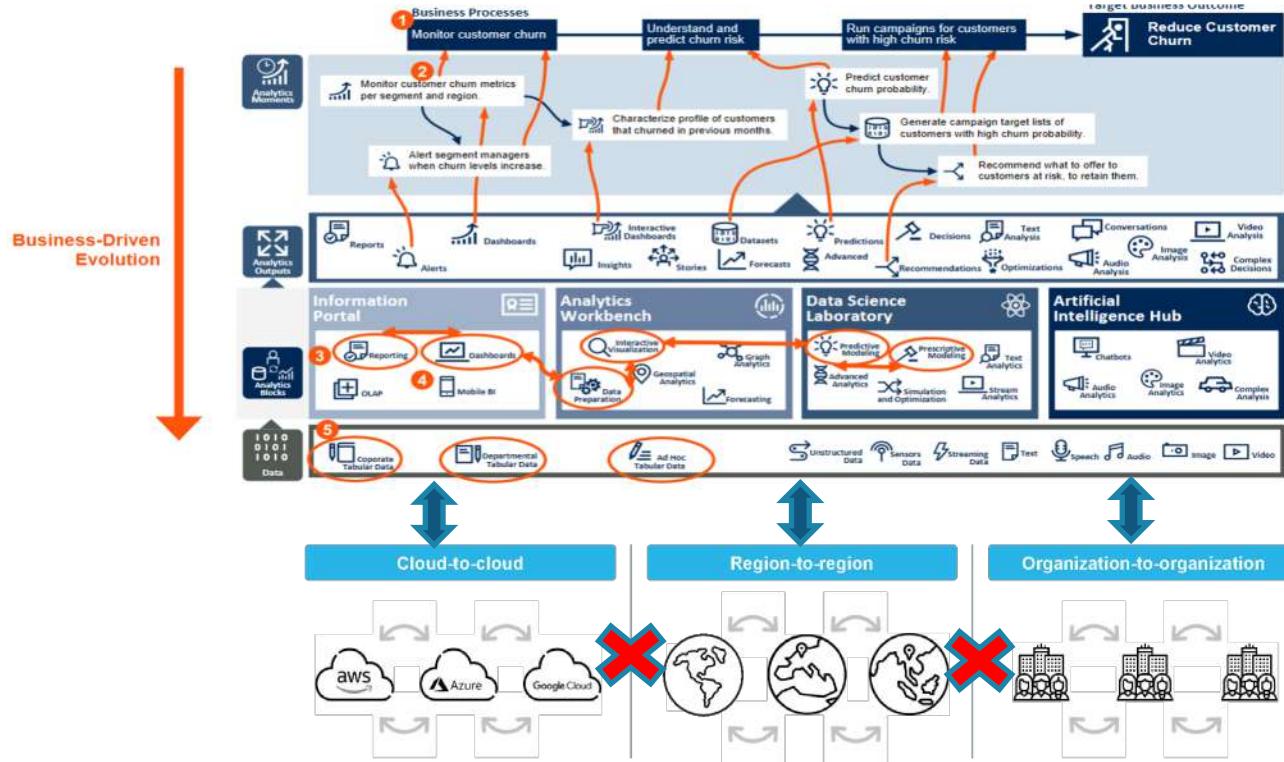 Business Processes
Target Business Outcome
1
Monitor customer churn
Understand and
predict churn risk
Run campaigns for customers
with high churn risk
Reduce Customer
Churn
Analytics
Moments
2
Monitor customer churn metrics
per segment and region.
Predict customer
churn probability.
Characterize profile of customers
that churned in previous months.
Generate campaign target lists of
customers with high churn probability.
Alert segment managers
when churn levels increase.
Recommend what to offer to
customers at risk, to retain them.
Business-Driven
Evolution
Analytics
Outputs
Reports
Alerts
Dashboards
Insights
Interactive
Dashboards
Stories
Datasets
Forecasts
Predictions
Advanced
Decisions
Recommendations
Text
Analysis
Optimizations
Conversations
Audio
Analysis
Image
Analysis
Video
Analysis
Complex
Decisions
Analytics
Blocks
Information
Portal
3
Reporting
Dashboards
4
OLAP
Mobile BI
Analytics
Workbench
Interactive
Visualization
Graph
Analytics
Data
Preparation
Geospatial
Analytics
Forecasting
Data Science
Laboratory
Predictive
Modeling
Prescriptive
Modeling
Text
Analytics
Advanced
Analytics
Simulation
and Optimization
Stream
Analytics
Artificial
Intelligence Hub
Chatbots
Video
Analytics
Audio
Analytics
Image
Analytics
Complex
Analysis
1010
0101
1010
Data
5
Coporate
Tabular Data
Departmental
Tabular Data
Ad Hoc
Tabular Data
Unstructured
Data
Sensors
Data
Streaming
Data
Text
Speech
Audio
Image
Video
Cloud-to-cloud
Region-to-region
Organization-to-organization
aws
Azure
Google Cloud